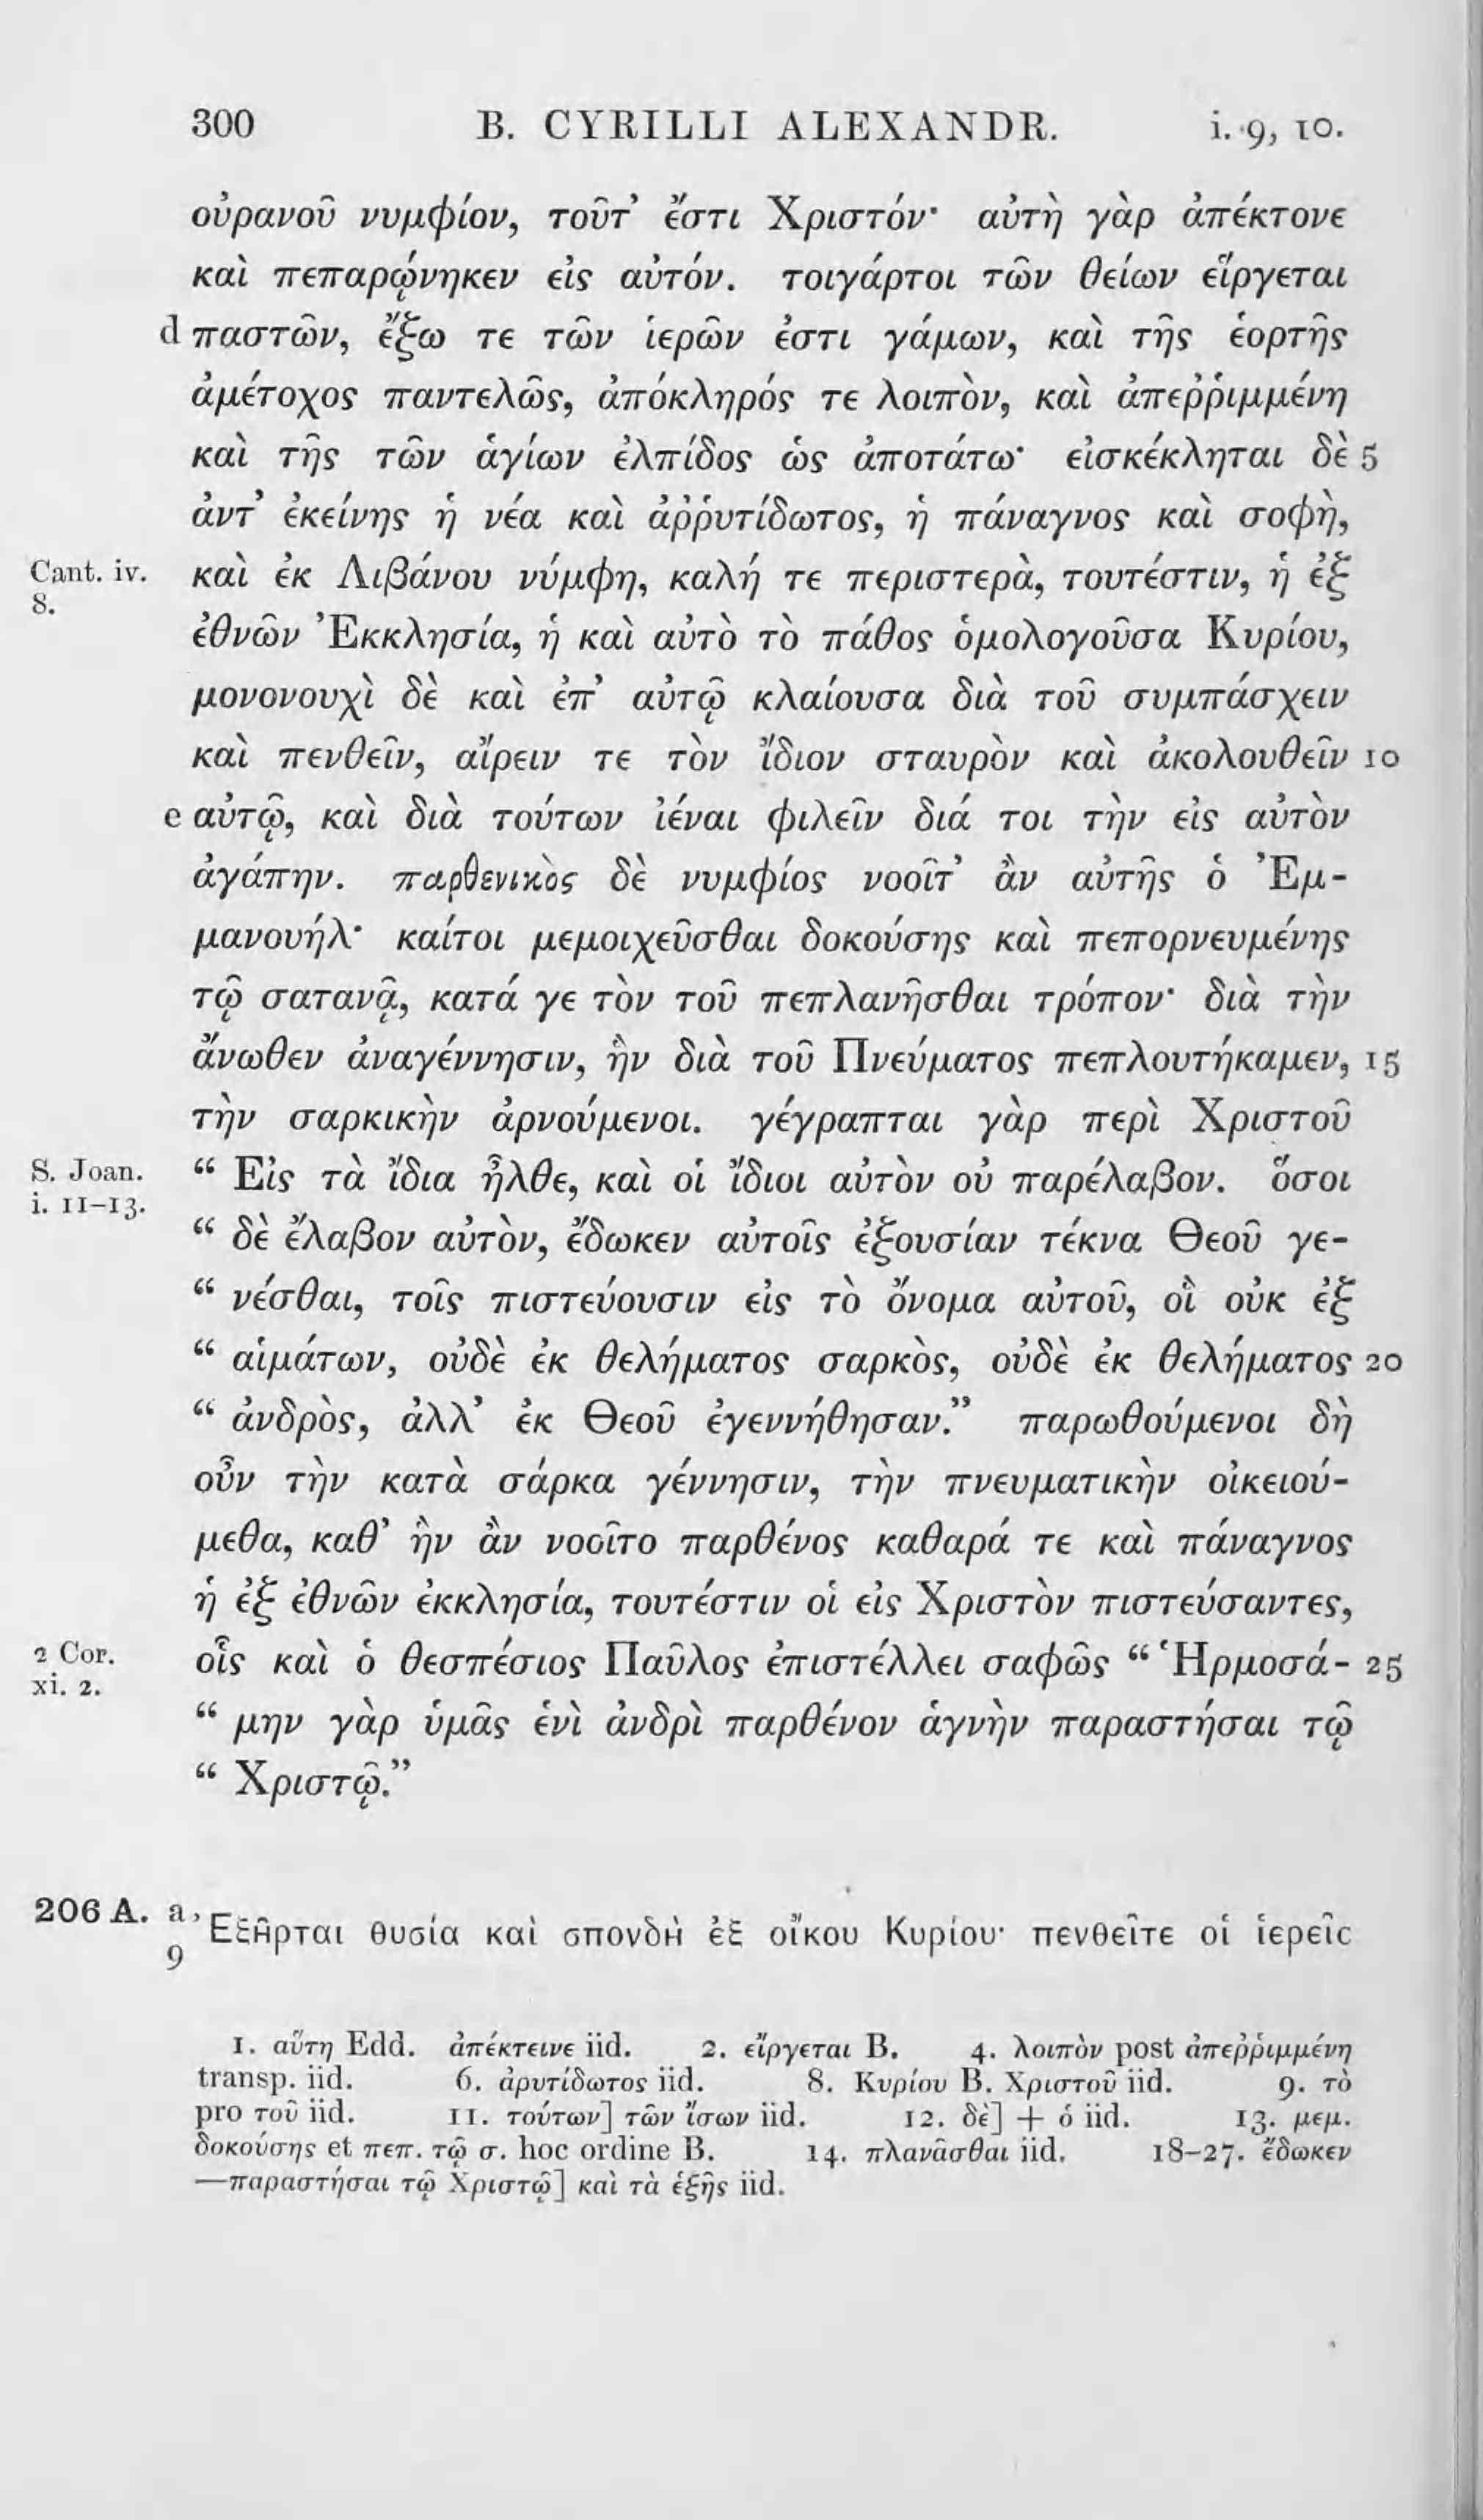 300 B. CYRILLI ALEXANDR. i. 9, 10.
οὐρανοῦ νυμφίον, τοῦτ᾽ ἔστι Χριστόν· αὐτὴ γὰρ ἀπέκτονε
καὶ πεπαρῴνηκεν εἰς αὐτόν. τοιγάρτοι τῶν θείων εἵργεται
d παστῶν, ἔξω τε τῶν ἱερῶν ἐστι γάμων, καὶ τῆς ἑορτῆς
ἀμέτοχος παντελῶς, ἀπόκληρός τε λοιπὸν, καὶ ἀπεῤῥιμμένη
καὶ τῆς τῶν ἁγίων ἐλπίδος ὡς ἀποτάτω· εἰσκέκληται δὲ 5
ἀντ᾽ ἐκείνης ἡ νέα καὶ ἀῤῥυτίδωτος, ἡ πάναγνος καὶ σοφὴ,
Cant. iv. 8. καὶ ἐκ Λιβάνου νύμφη, καλή τε περιστερὰ, τουτέστιν, ἡ ἐξ
ἐθνῶν Ἐκκλησία, ἡ καὶ αὐτὸ τὸ πάθος ὁμολογοῦσα Κυρίου,
μονονουχὶ δὲ καὶ ἐπ᾽ αὐτῷ κλαίουσα διὰ τοῦ συμπάσχειν
καὶ πενθεῖν, αἴρειν τε τὸν ἴδιον σταυρὸν καὶ ἀκολουθεῖν 10
e αὐτῷ, καὶ διὰ τούτων ἰέναι φιλεῖν διά τοι τὴν εἰς αὐτὸν
ἀγάπην. παρθενικὸς δὲ νυμφίος νοοῖτ᾽ ἂν αὐτῆς ὁ Ἐμ-
μανουήλ· καίτοι μεμοιχεῦσθαι δοκούσης καὶ πεπορνευμένης
τῷ σατανᾷ, κατά γε τὸν τοῦ πεπλανῆσθαι τρόπον· διὰ τὴν
ἄνωθεν ἀναγέννησιν, ἣν διὰ τοῦ Πνεύματος πεπλουτήκαμεν, 15
τὴν σαρκικὴν ἀρνούμενοι. γέγραπται γὰρ περὶ Χριστοῦ
S. Joan. i. 11–13. “ Εἰς τὰ ἴδια ἦλθε, καὶ οἱ ἴδιοι αὐτὸν οὐ παρέλαβον. ὅσοι
“ δὲ ἔλαβον αὐτὸν, ἔδωκεν αὐτοῖς ἐξουσίαν τέκνα Θεοῦ γε-
“ νέσθαι, τοῖς πιστεύουσιν εἰς τὸ ὄνομα αὐτοῦ, οἳ οὐκ ἐξ
“ αἱμάτων, οὐδὲ ἐκ θελήματος σαρκὸς, οὐδὲ ἐκ θελήματος 20
“ ἀνδρὸς, ἀλλ᾽ ἐκ Θεοῦ ἐγεννήθησαν.” παρωθούμενοι δὴ
οὖν τὴν κατὰ σάρκα γέννησιν, τὴν πνευματικὴν οἰκειού-
μεθα, καθ᾽ ἣν ἂν νοοῖτο παρθένος καθαρά τε καὶ πάναγνος
ἡ ἐξ ἐθνῶν ἐκκλησία, τουτέστιν οἱ εἰς Χριστὸν πιστεύσαντες,
2 Cor. xi. 2. οἷς καὶ ὁ θεσπέσιος Παῦλος ἐπιστέλλει σαφῶς “ Ἡρμοσά- 25
“ μην γὰρ ὑμᾶς ἑνὶ ἀνδρὶ παρθένον ἁγνὴν παραστήσαι τῷ
“ Χριστῷ.”
206 A. a, 9 Ἐξῆρται θυσία καὶ σπονδὴ ἐξ οἴκου Κυρίου· πενθεῖτε οἱ ἱερεῖς
1. αὕτη Edd. ἀπέκτεινε iid. 2. εἴργεται B. 4. λοιπὸν post ἀπεῤῥιμμένη
transp. iid. 6. ἀρυτίδωτος iid. 8. Κυρίου B. Χριστοῦ iid. 9. τὸ
pro τοῦ iid. 11. τούτων] τῶν ἴσων iid. 12. δὲ] + ὁ iid. 13. μεμ.
δοκούσης et πεπ. τῷ σ. hoc ordine B. 14. πλανᾶσθαι iid. 18–27. ἔδωκεν
—παραστήσαι τῷ Χριστῷ] καὶ τὰ ἑξῆς iid.